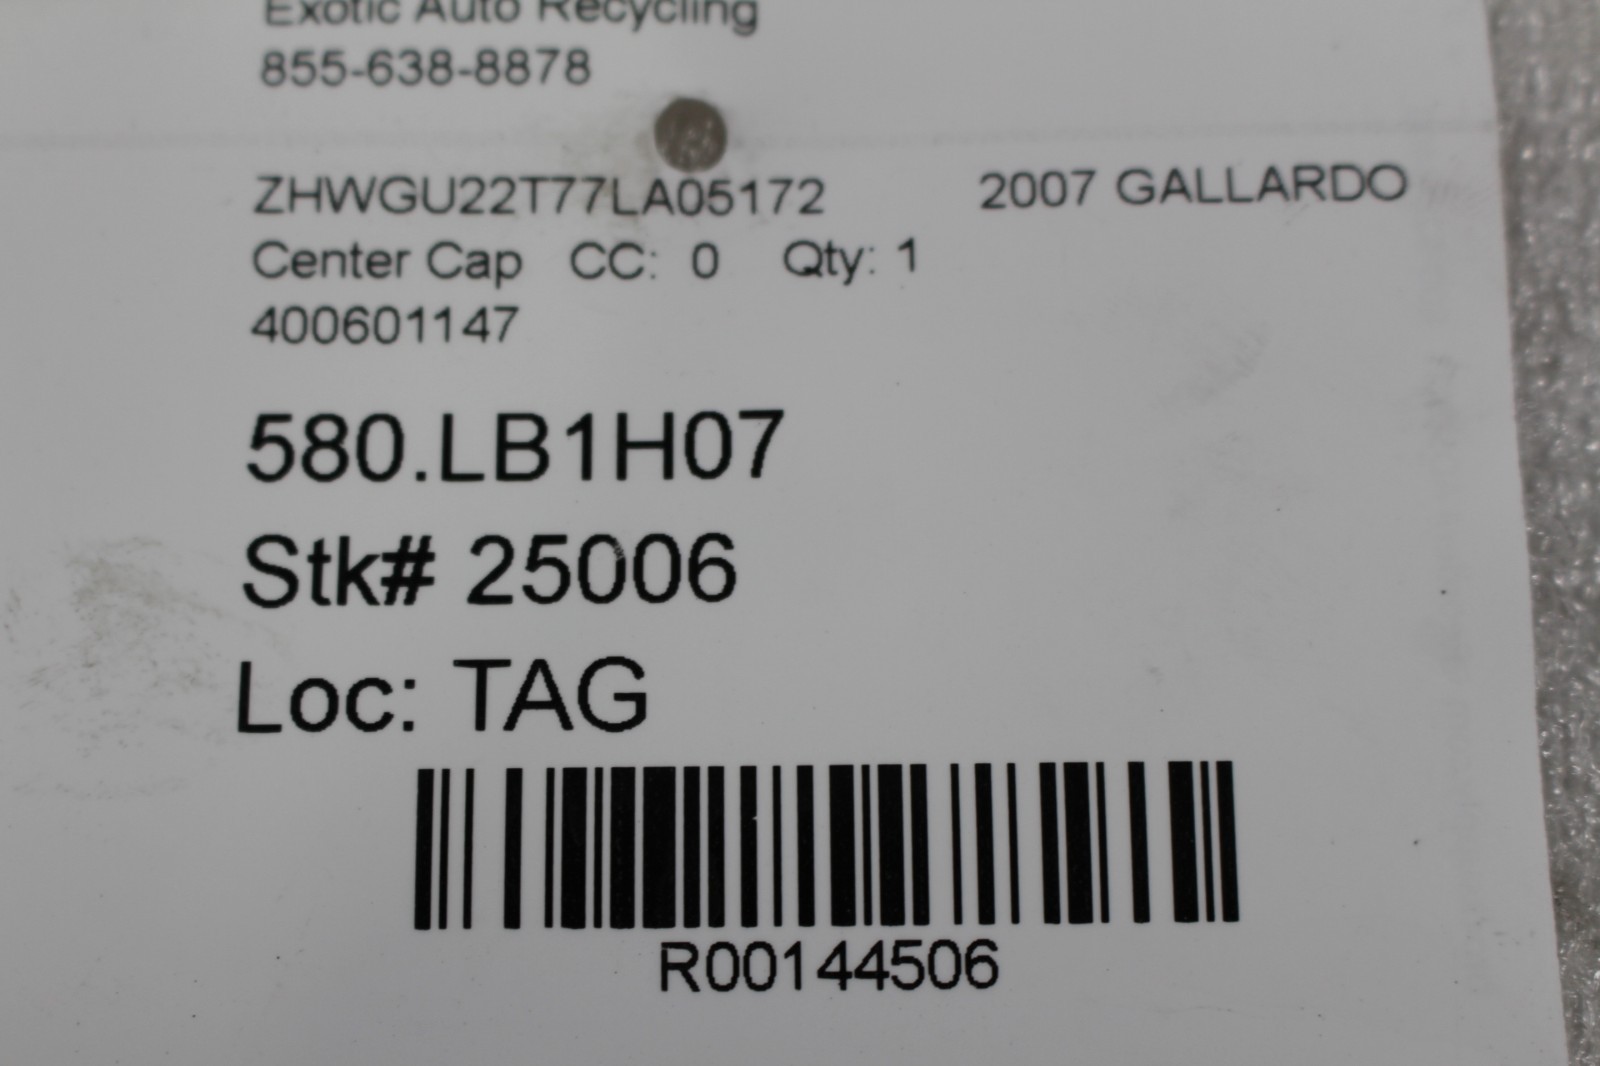 Exotic Auto Recycling
855-638-8878
ZHWGU22T77LA05172 2007 GALLARDO
Center Cap CC: 0 Qty: 1
400601147
580.LB1H07
Stk# 25006
Loc: TAG
R00144506